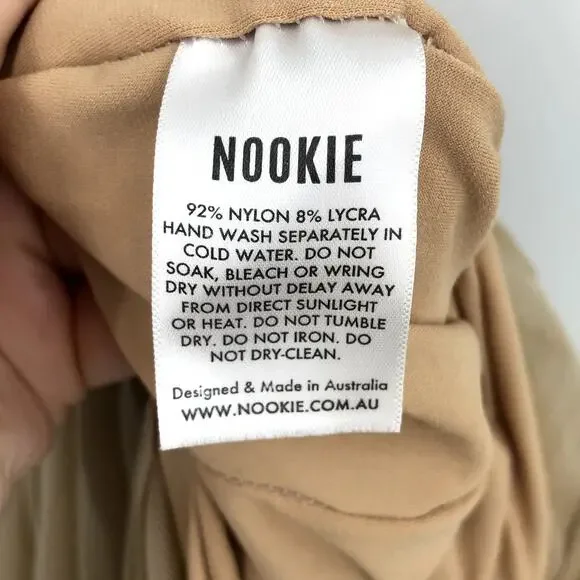 NOOKIE
92% NYLON 8% LYCRA
HAND WASH SEPARATELY IN
COLD WATER. DO NOT
SOAK, BLEACH OR WRING
DRY WITHOUT DELAY AWAY
FROM DIRECT SUNLIGHT
OR HEAT. DO NOT TUMBLE
DRY. DO NOT IRON. DO
NOT DRY-CLEAN.
Designed & Made in Australia
WWW.NOOKIE.COM.AU